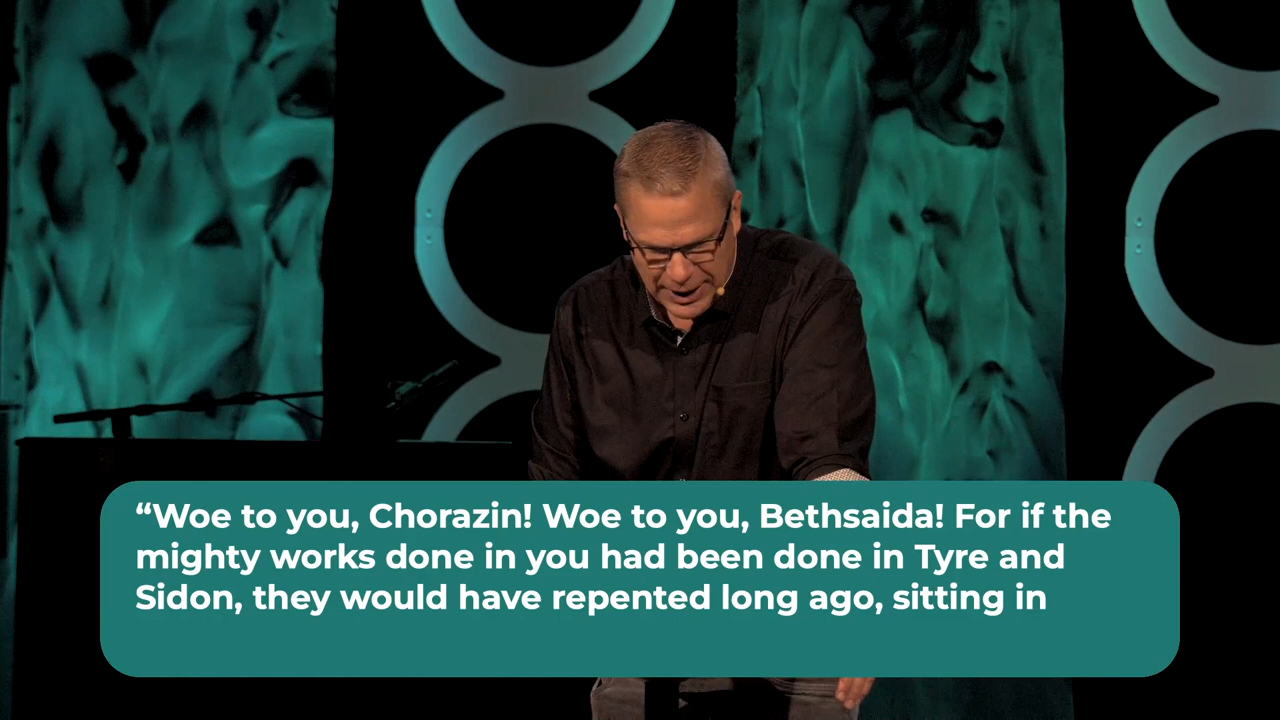 “Woe to you, Chorazin! Woe to you, Bethsaida! For if the
mighty works done in you had been done in Tyre and
Sidon, they would have repented long ago, sitting in